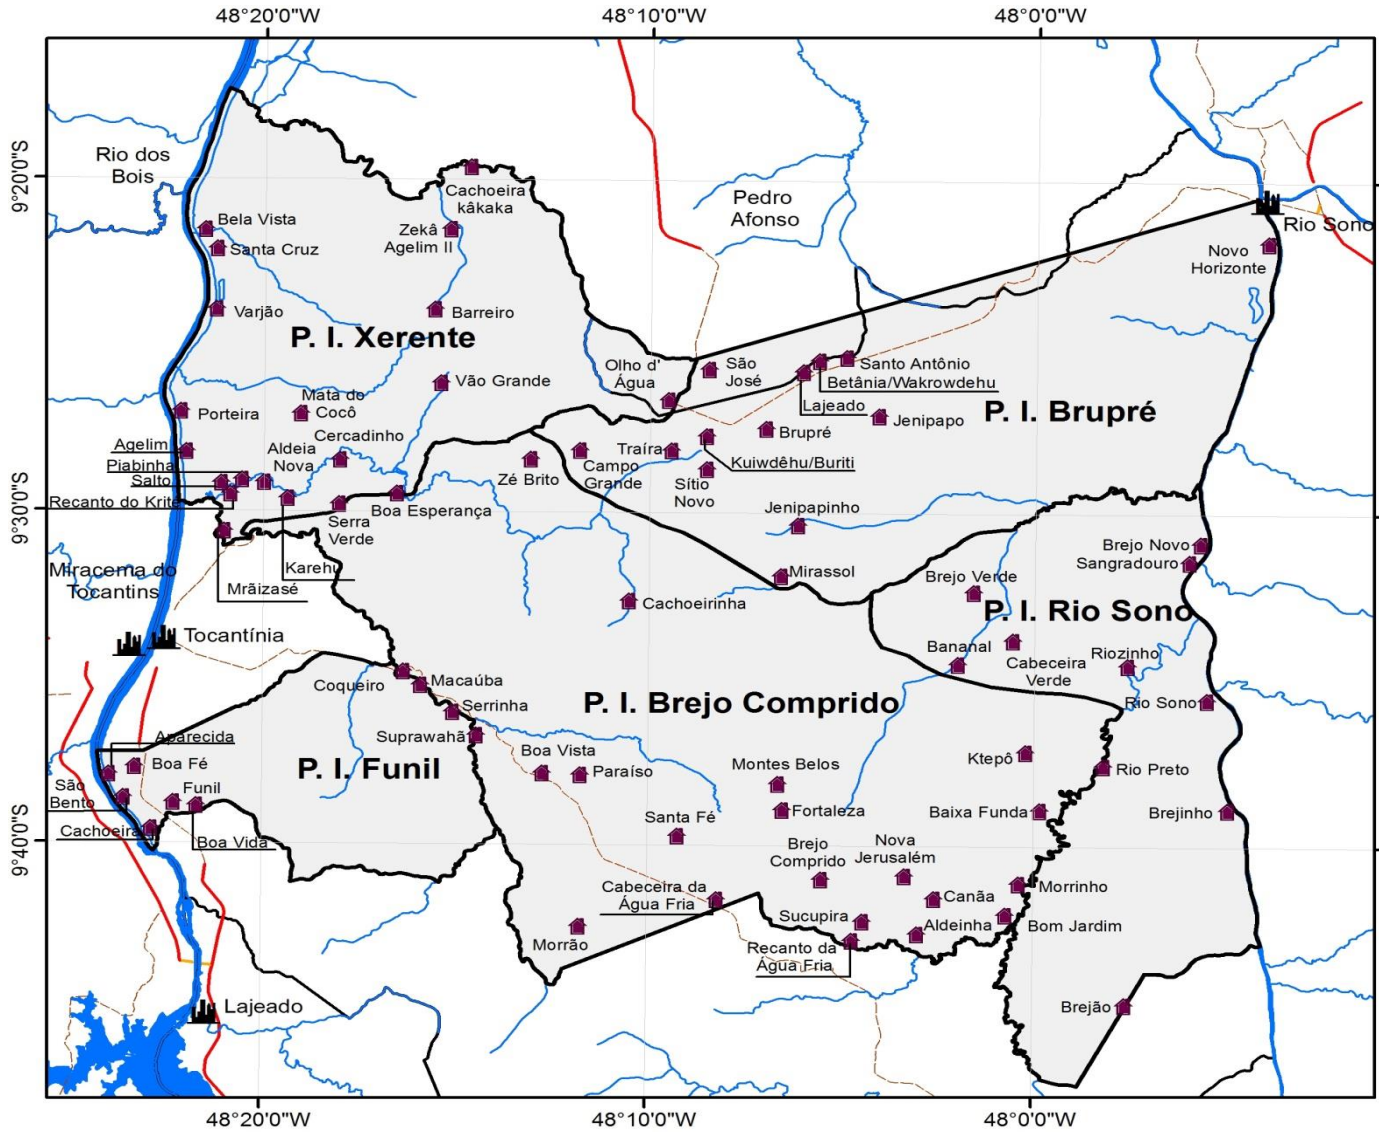 48°20'0"W
48°10'0"W
48°0'0"W
9°20'0"S
Rio dos
Bois
Cachoeira
kâkaka
Pedro
Afonso
Rio Sono
Bela Vista
Santa Cruz
Zekâ
Agelim II
Novo
Horizonte
Varjão
Barreiro
P. I. Xerente
Olho d'
Água
São
José
Santo Antônio
Betânia/Wakrowdehu
Lajeado
Vão Grande
Mata do
Cocô
Porteira
Cercadinho
P. I. Brupré
Jenipapo
Brupré
Agelim
Piabinha
Salto
Recanto do Krité
Aldeia
Nova
Zé Brito
Campo
Grande
Traíra
Kuiwdêhu/Buriti
Sítio
Novo
9°30'0"S
Boa Esperança
Serra
Verde
Karehu
Mrãizasé
Jenipapinho
Brejo Novo
Sangradouro
Miracema do
Tocantins
Mirassol
Brejo Verde
Cachoeirinha
P. I. Rio Sono
Tocantínia
Bananal
Cabeceira
Verde
Riozinho
Coqueiro
Macaúba
Serrinha
P. I. Brejo Comprido
Rio Sono
Suprawahã
Aparecida
Boa Fé
P. I. Funil
Boa Vista
Paraíso
Montes Belos
Ktepô
Rio Preto
São
Bento
Funil
Cachoeira
Boa Vida
Santa Fé
Fortaleza
Baixa Funda
Brejinho
9°40'0"S
Brejo
Comprido
Nova
Jerusalém
Cabeceira da
Água Fria
Canãa
Morrinho
Sucupira
Aldeinha
Bom Jardim
Morrão
Recanto da
Água Fria
Lajeado
Brejão
48°20'0"W
48°10'0"W
48°0'0"W